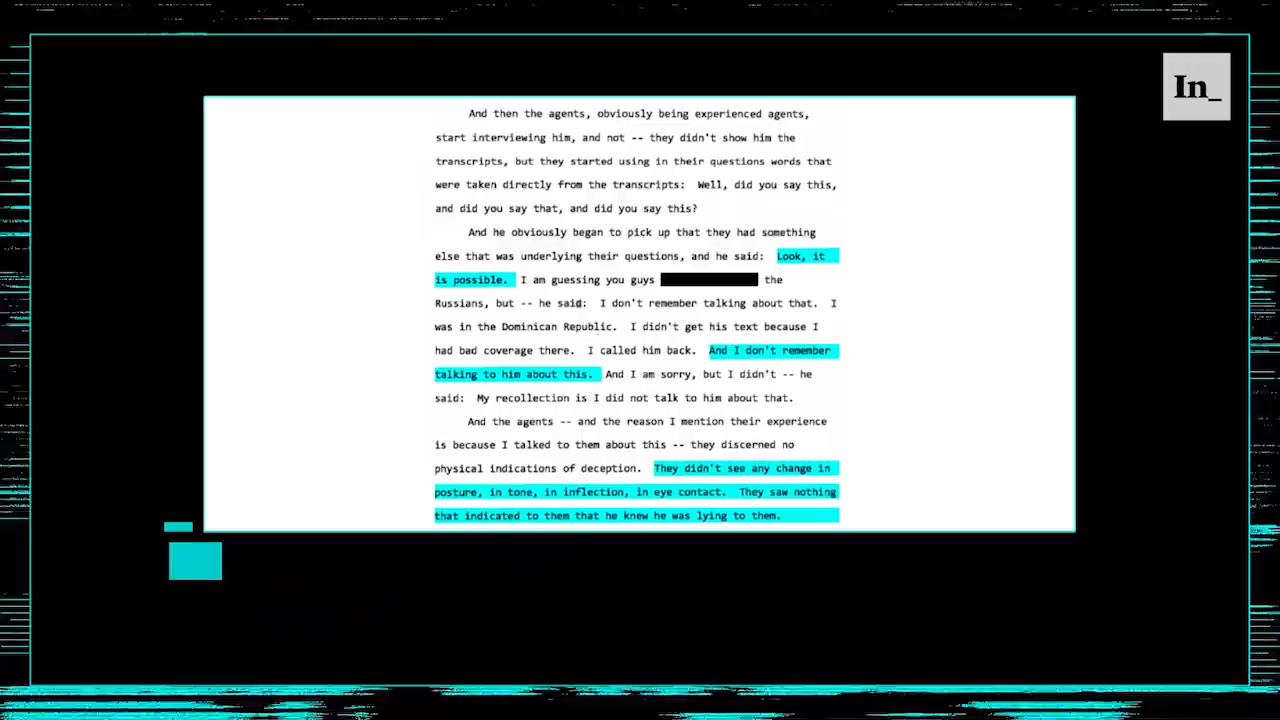 In_
And then the agents, obviously being experienced agents,
start interviewing him, and not -- they didn't show him the
transcripts, but they started using in their questions words that
were taken directly from the transcripts: Well, did you say this,
and did you say that, and did you say this?
And he obviously began to pick up that they had something
else that was underlying their questions, and he said: Look, it
is possible. I am guessing you guys the
Russians, but -- he said: I don't remember talking about that. I
was in the Dominican Republic. I didn't get his text because I
had bad coverage there. I called him back. And I don't remember
talking to him about this. And I am sorry, but I didn't -- he
said: My recollection is I did not talk to him about that.
And the agents -- and the reason I mention their experience
is because I talked to them about this -- they discerned no
physical indications of deception. They didn't see any change in
posture, in tone, in inflection, in eye contact. They saw nothing
that indicated to them that he knew he was lying to them.